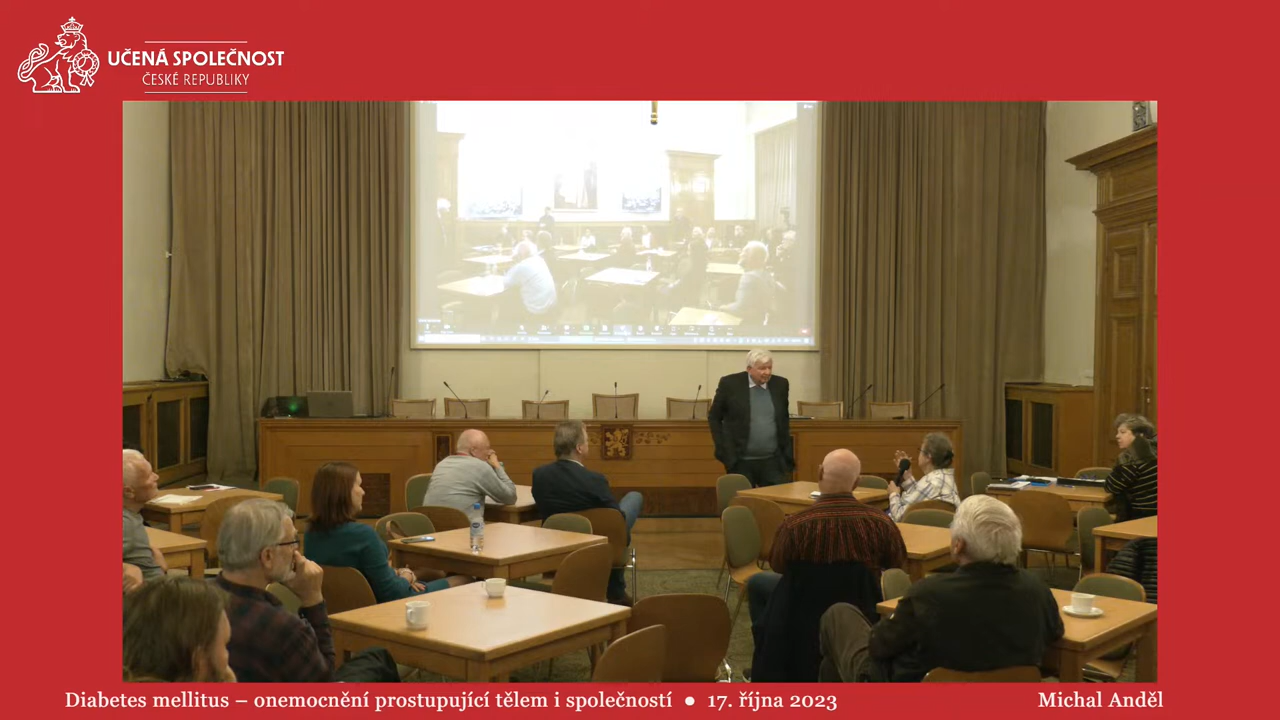 UČENÁ SPOLEČNOST
ČESKÉ REPUBLIKY
Diabetes mellitus – onemocnění prostupující tělem i společností ● 17. října 2023 Michal Anděl